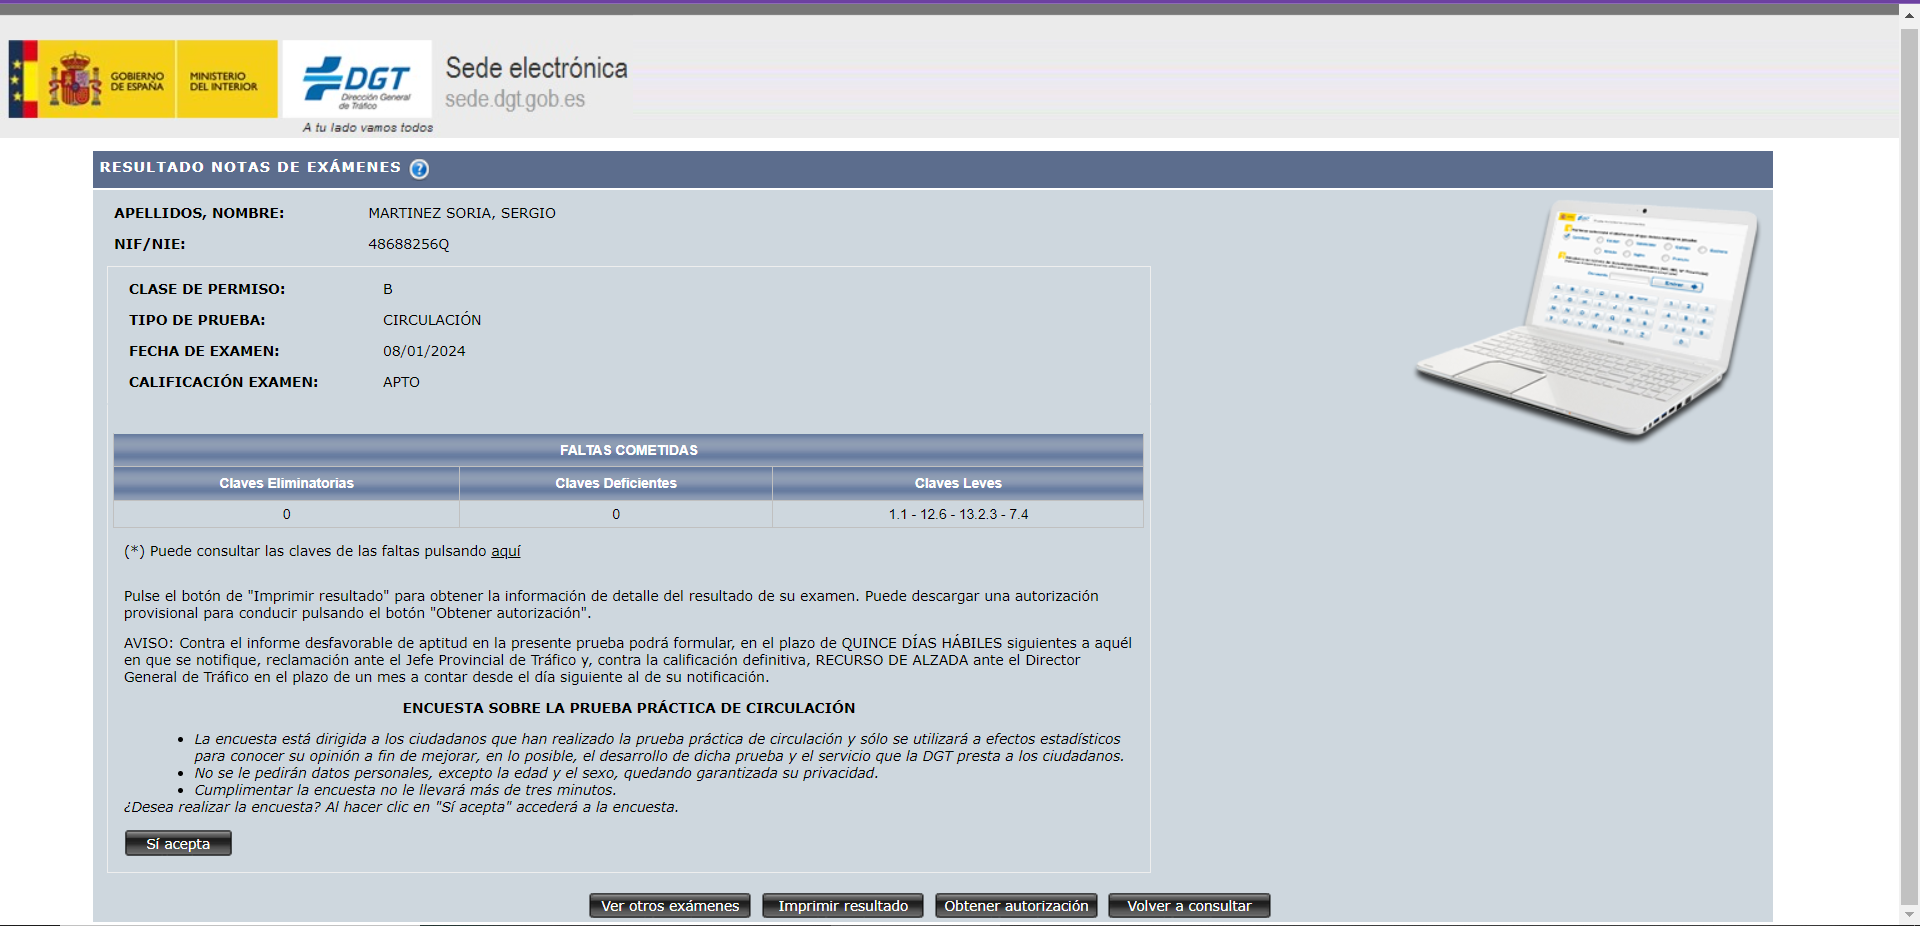 GOBIERNO
DE ESPAÑA
MINISTERIO
DEL INTERIOR
DGT
Dirección General
de Tráfico
A tu lado vamos todos
Sede electrónica
sede.dgt.gob.es
RESULTADO NOTAS DE EXÁMENES ?
APELLIDOS, NOMBRE: MARTINEZ SORIA, SERGIO
NIF/NIE: 48688256Q
CLASE DE PERMISO: B
TIPO DE PRUEBA: CIRCULACIÓN
FECHA DE EXAMEN: 08/01/2024
CALIFICACIÓN EXAMEN: APTO
FALTAS COMETIDAS
Claves Eliminatorias Claves Deficientes Claves Leves
0 0 1.1 - 12.6 - 13.2.3 - 7.4
(*) Puede consultar las claves de las faltas pulsando aquí
Pulse el botón de "Imprimir resultado" para obtener la información de detalle del resultado de su examen. Puede descargar una autorización
provisional para conducir pulsando el botón "Obtener autorización".
AVISO: Contra el informe desfavorable de aptitud en la presente prueba podrá formular, en el plazo de QUINCE DÍAS HÁBILES siguientes a aquél
en que se notifique, reclamación ante el Jefe Provincial de Tráfico y, contra la calificación definitiva, RECURSO DE ALZADA ante el Director
General de Tráfico en el plazo de un mes a contar desde el día siguiente al de su notificación.
ENCUESTA SOBRE LA PRUEBA PRÁCTICA DE CIRCULACIÓN
• La encuesta está dirigida a los ciudadanos que han realizado la prueba práctica de circulación y sólo se utilizará a efectos estadísticos
para conocer su opinión a fin de mejorar, en lo posible, el desarrollo de dicha prueba y el servicio que la DGT presta a los ciudadanos.
• No se le pedirán datos personales, excepto la edad y el sexo, quedando garantizada su privacidad.
• Cumplimentar la encuesta no le llevará más de tres minutos.
¿Desea realizar la encuesta? Al hacer clic en "Sí acepta" accederá a la encuesta.
Sí acepta
Ver otros exámenes Imprimir resultado Obtener autorización Volver a consultar